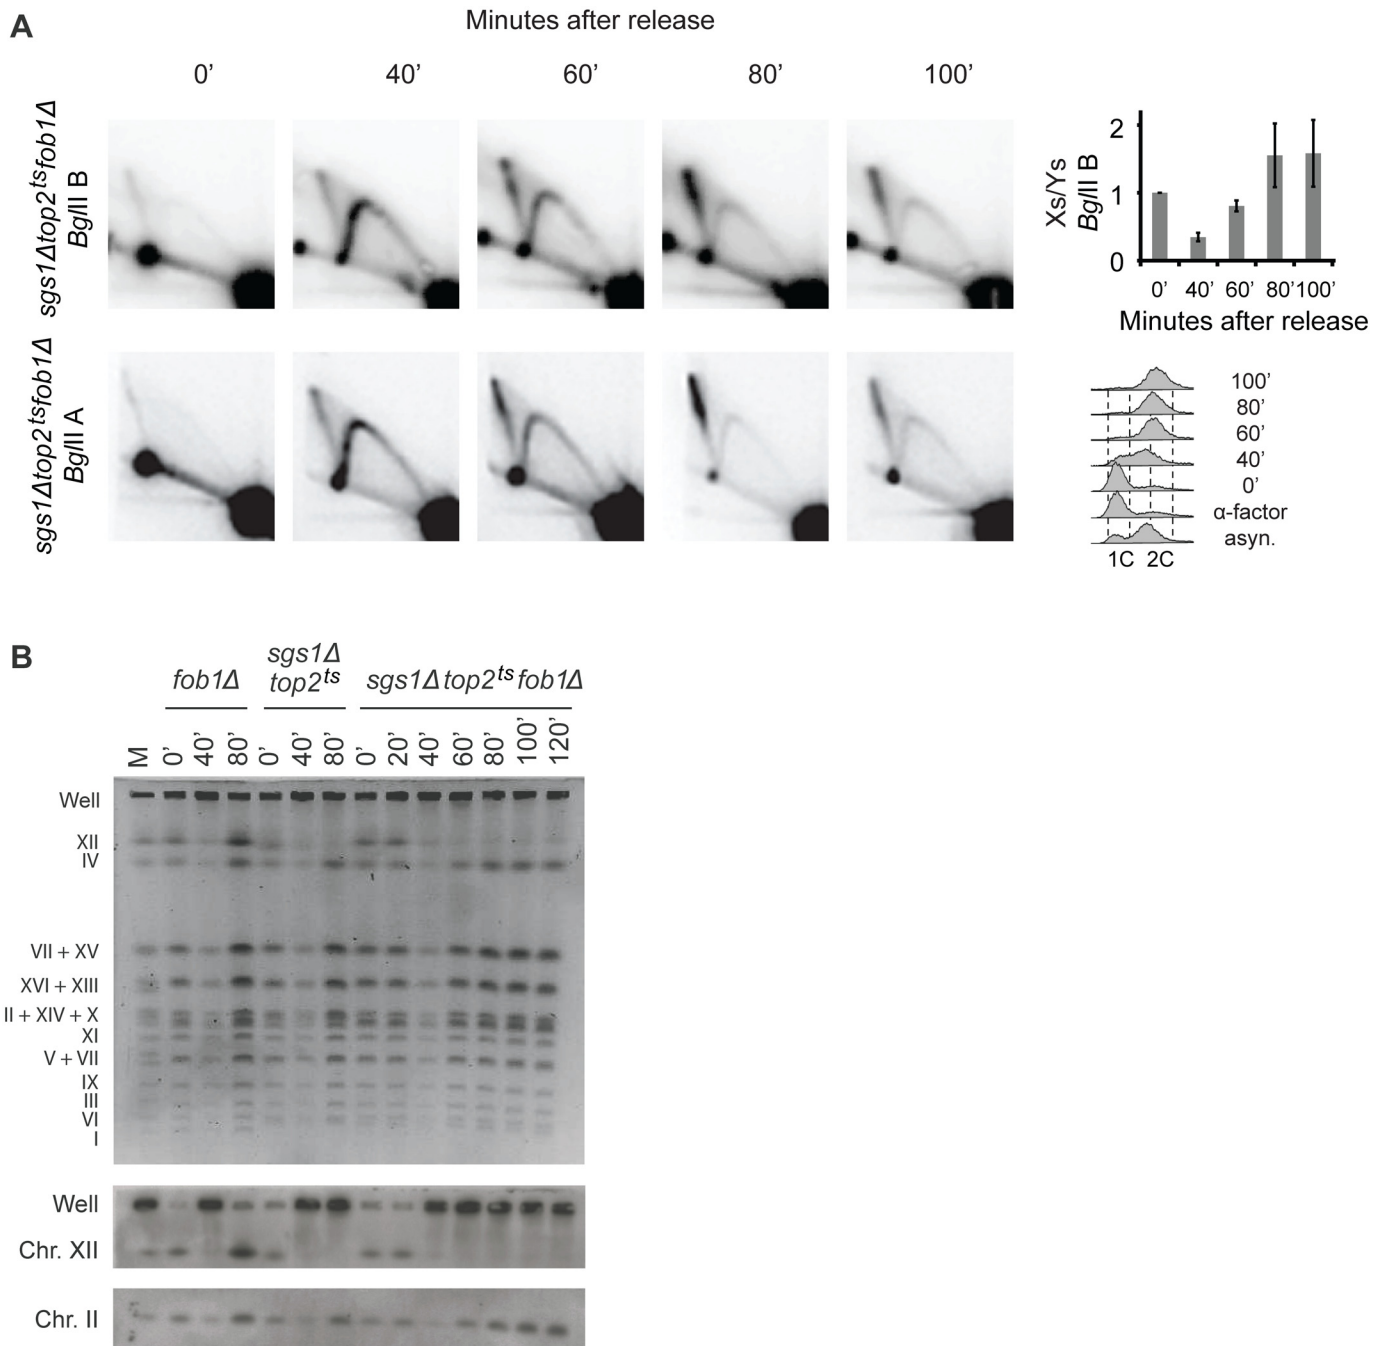 A
Minutes after release
0’ 40’ 60’ 80’ 100’
sgs1Δtop2tsfob1Δ
BglII B
sgs1Δtop2tsfob1Δ
BglII A
Xs/Ys
BglII B
2
1
0
0’ 40’ 60’ 80’ 100’
Minutes after release
100’
80’
60’
40’
0’
α-factor
asyn.
1C 2C
B
fob1Δ
sgs1Δ
top2ts
sgs1Δtop2tsfob1Δ
M 0’ 40’ 80’ 0’ 40’ 80’ 0’ 20’ 40’ 60’ 80’ 100’ 120’
Well
XII
IV
VII + XV
XVI + XIII
II + XIV + X
XI
V + VII
IX
III
VI
I
Well
Chr. XII
Chr. II